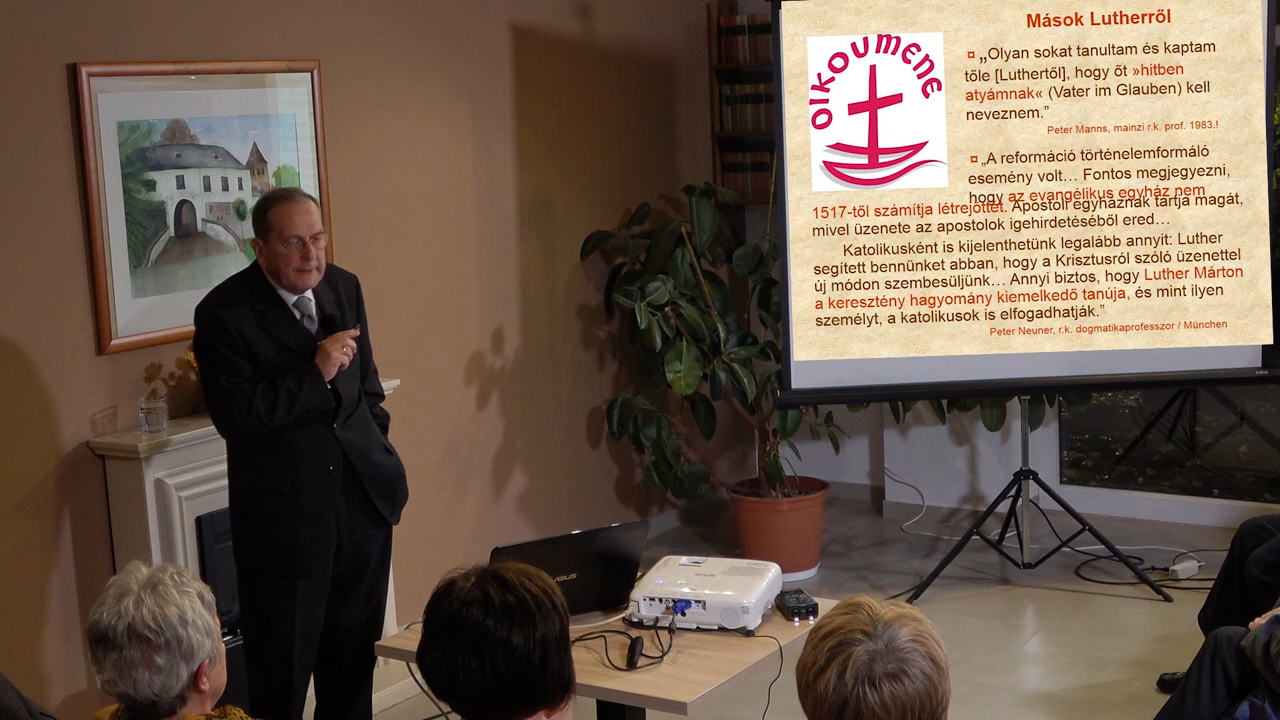 Mások Lutherről
OIKOUMENE
¤ „Olyan sokat tanultam és kaptam
tőle [Luthertől], hogy őt »hitben
atyámnak« (Vater im Glauben) kell
neveznem.”
Peter Manns, mainzi r.k. prof. 1983.!
¤ „A reformáció történelemformáló
esemény volt… Fontos megjegyezni,
hogy az evangélikus egyház nem
1517-től számítja létrejöttét. Apostoli egyháznak tartja magát,
mivel üzenete az apostolok igehirdetéséből ered…
Katolikusként is kijelenthetünk legalább annyit: Luther
segített bennünket abban, hogy a Krisztusról szóló üzenettel
új módon szembesüljünk… Annyi biztos, hogy Luther Márton
a keresztény hagyomány kiemelkedő tanúja, és mint ilyen
személyt, a katolikusok is elfogadhatják.”
Peter Neuner, r.k. dogmatikaprofesszor / München
ASUS